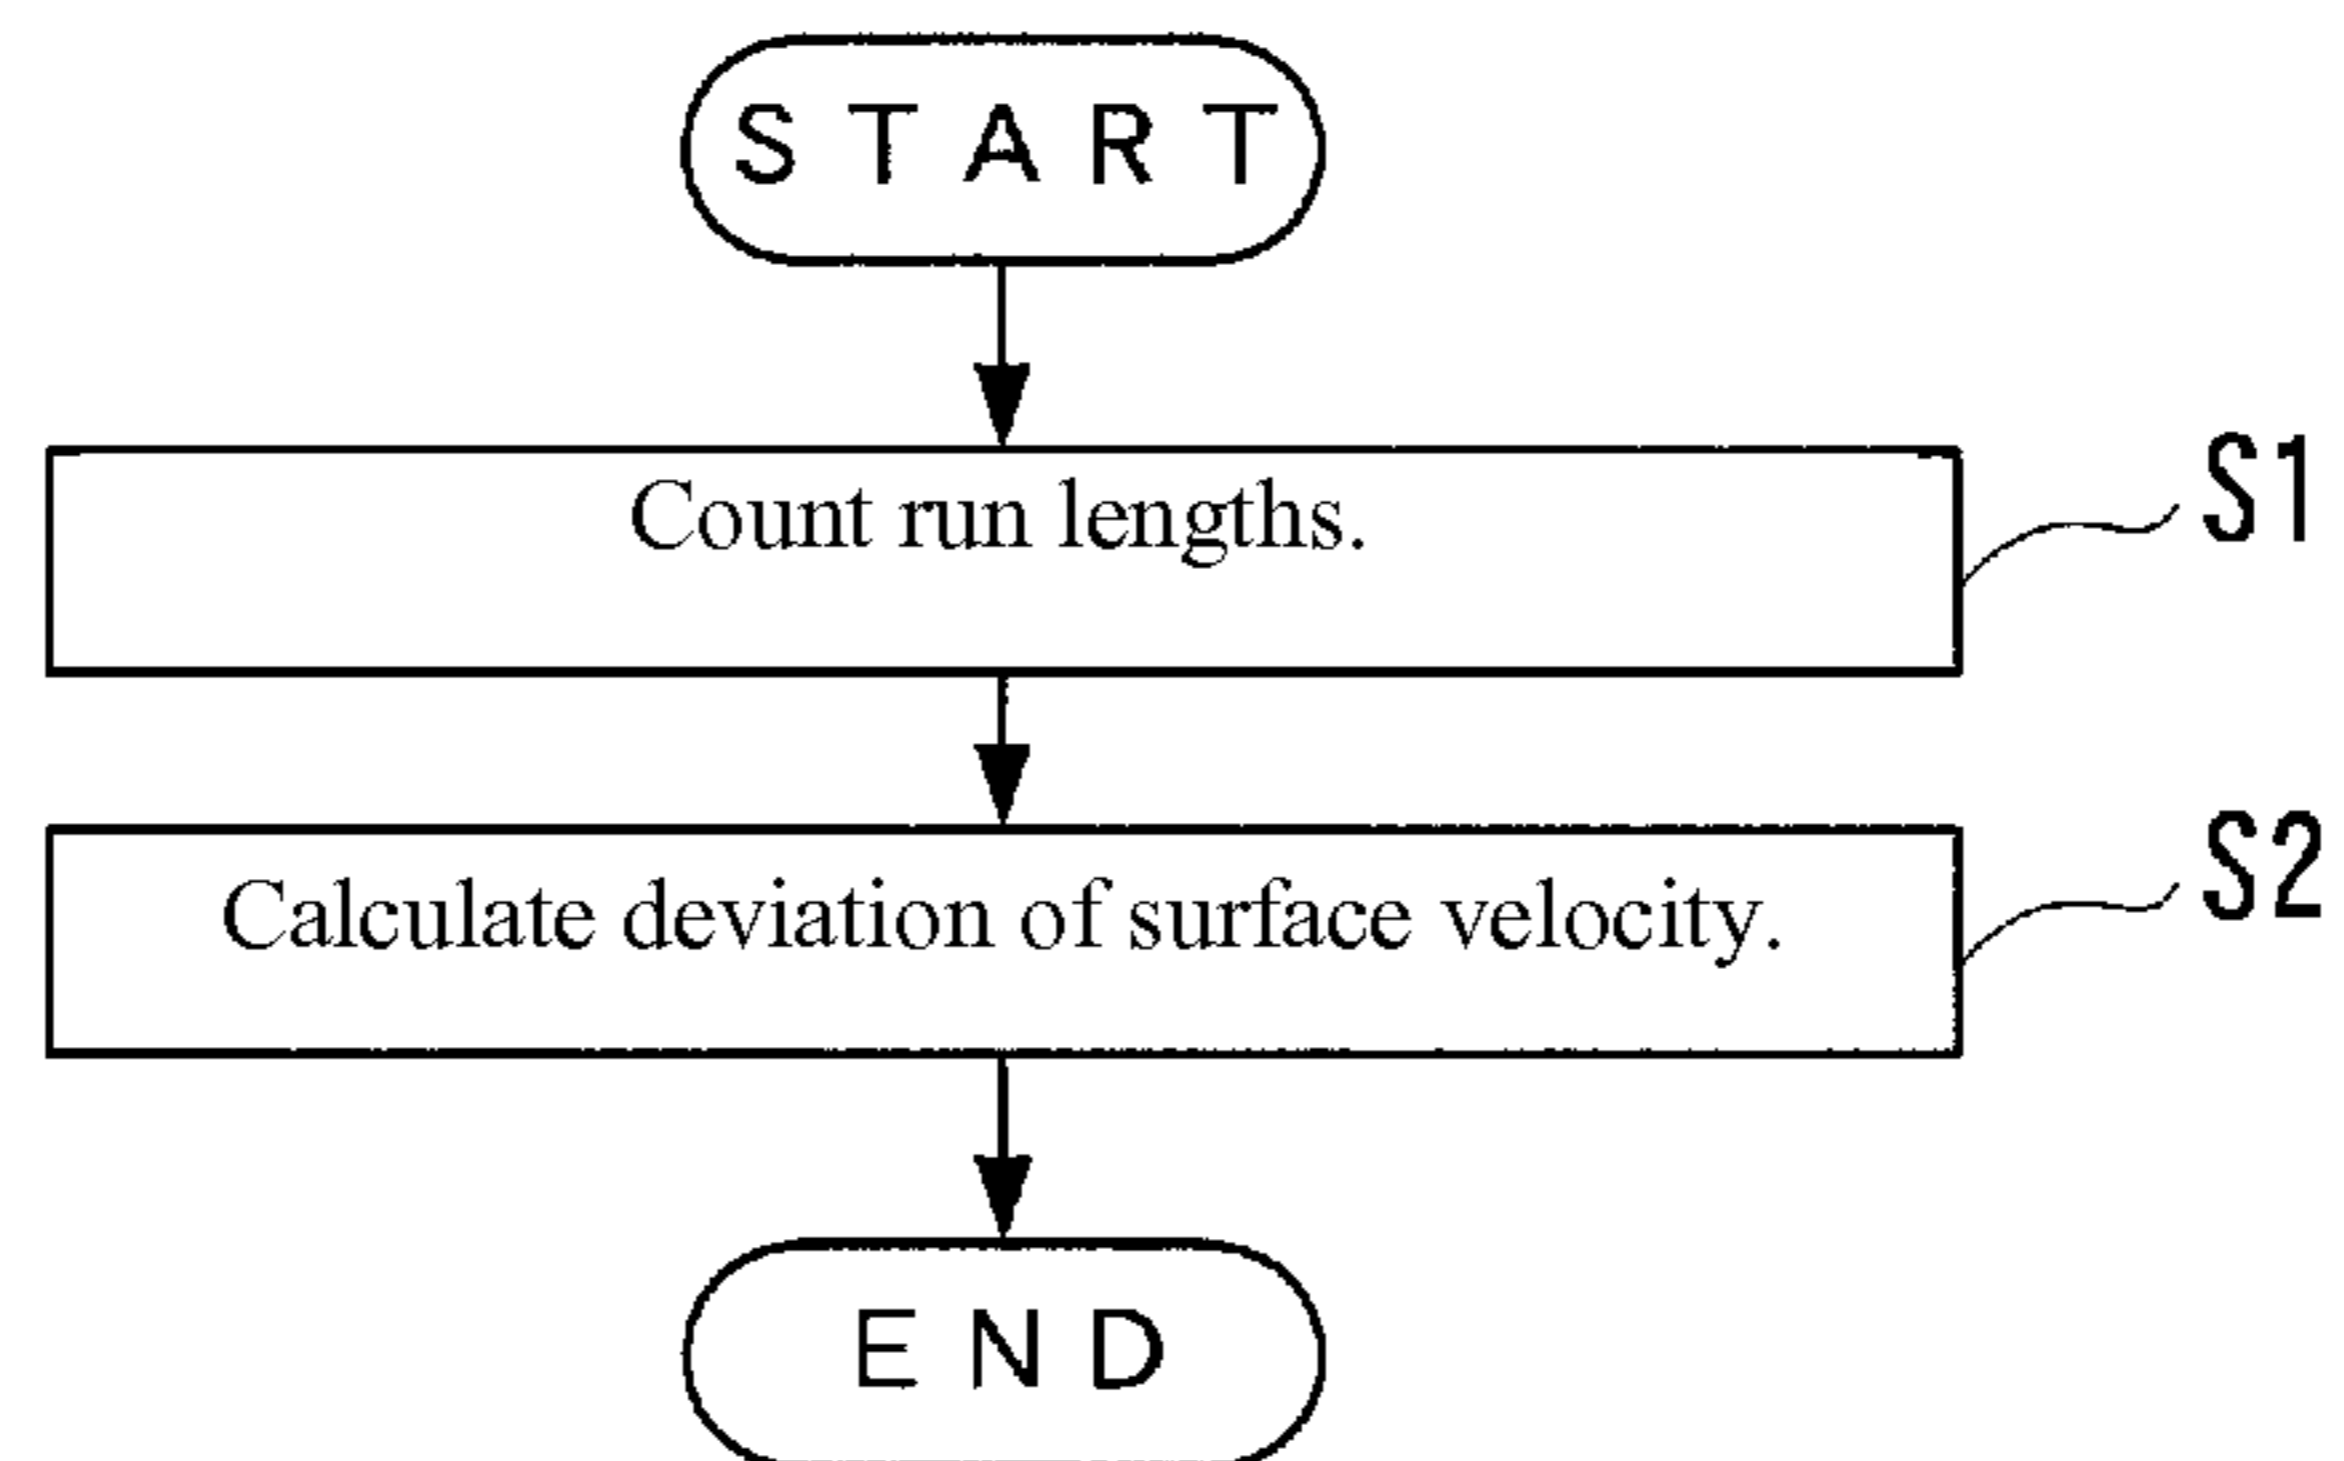 START
Count run lengths.
S1
Calculate deviation of surface velocity.
S2
END